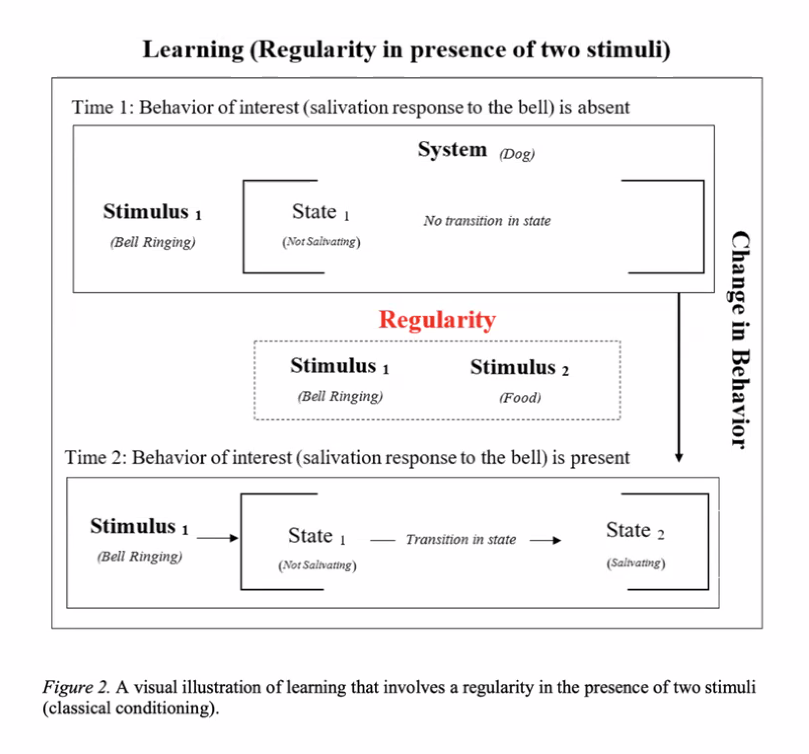 Learning (Regularity in presence of two stimuli)
Time 1: Behavior of interest (salivation response to the bell) is absent
System (Dog)
Stimulus 1
(Bell Ringing)
State 1
(Not Salivating)
No transition in state
Change in Behavior
Regularity
Stimulus 1
(Bell Ringing)
Stimulus 2
(Food)
Time 2: Behavior of interest (salivation response to the bell) is present
Stimulus 1
(Bell Ringing)
State 1
(Not Salivating)
Transition in state
State 2
(Salivating)
Figure 2. A visual illustration of learning that involves a regularity in the presence of two stimuli
(classical conditioning).